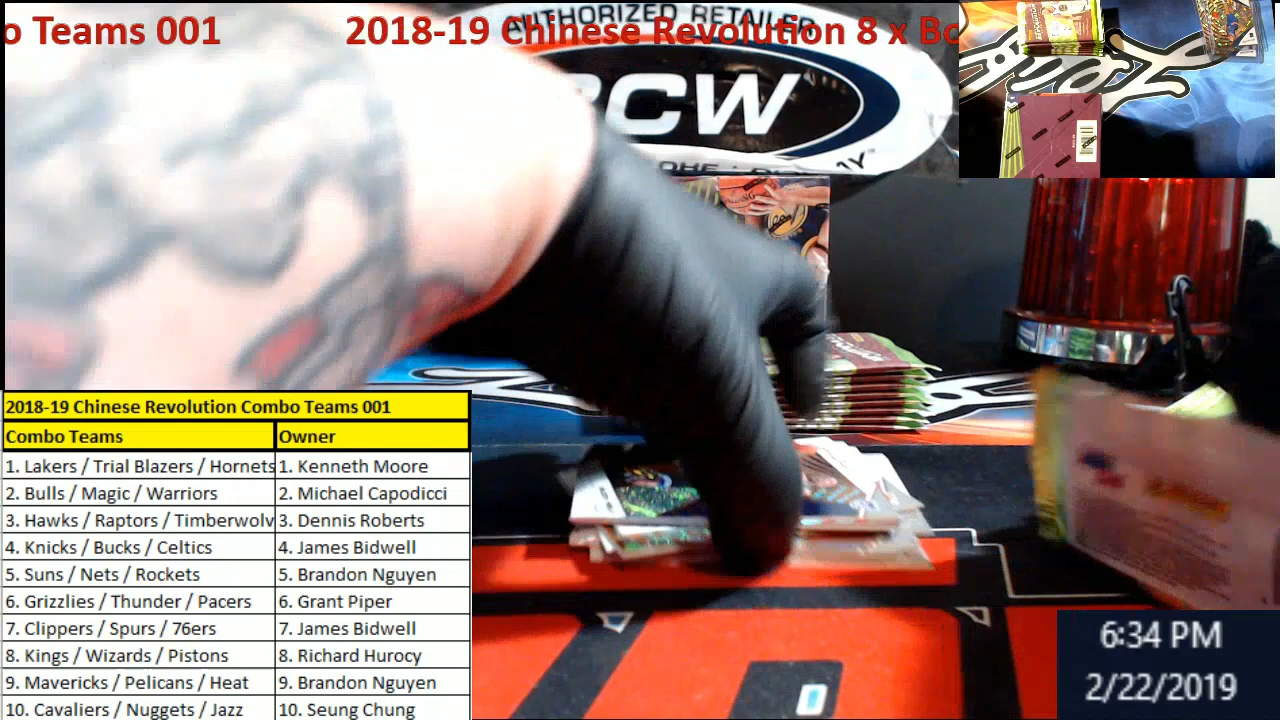 o Teams 001 2018-19 Chinese Revolution 8 x Bo
AUTHORIZED RETAILER
BCW
2018-19 Chinese Revolution Combo Teams 001
Combo Teams Owner
1. Lakers / Trial Blazers / Hornets 1. Kenneth Moore
2. Bulls / Magic / Warriors 2. Michael Capodicci
3. Hawks / Raptors / Timberwolv 3. Dennis Roberts
4. Knicks / Bucks / Celtics 4. James Bidwell
5. Suns / Nets / Rockets 5. Brandon Nguyen
6. Grizzlies / Thunder / Pacers 6. Grant Piper
7. Clippers / Spurs / 76ers 7. James Bidwell
8. Kings / Wizards / Pistons 8. Richard Hurocy
9. Mavericks / Pelicans / Heat 9. Brandon Nguyen
10. Cavaliers / Nuggets / Jazz 10. Seung Chung
6:34 PM
2/22/2019